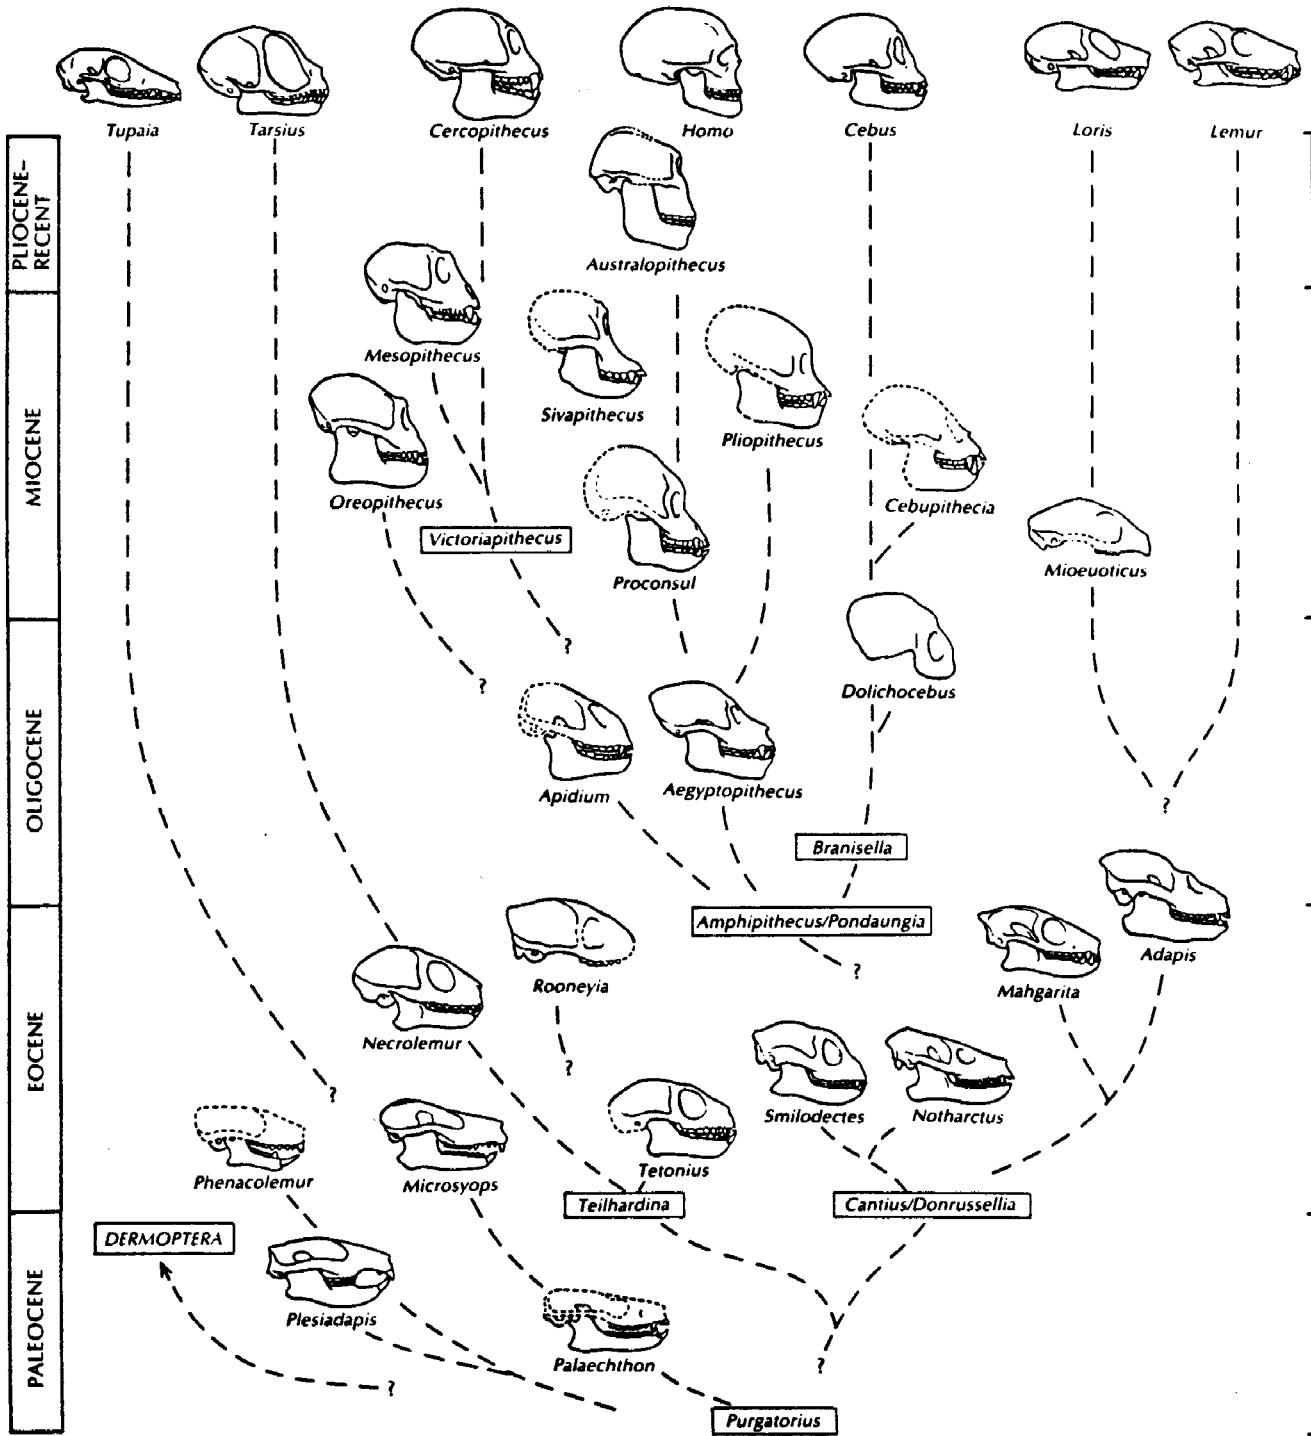 Tupaia
Tarsius
Cercopithecus
Homo
Cebus
Loris
Lemur
PLIOCENE–
RECENT
Australopithecus
Mesopithecus
MIOCENE
Sivapithecus
Pliopithecus
Oreopithecus
Cebupithecia
Victoriapithecus
Proconsul
Mioeuoticus
?
?
OLIGOCENE
Dolichocebus
Apidium
Aegyptopithecus
?
Branisella
Amphipithecus/Pondaungia
EOCENE
Rooneyia
?
Mahgarita
Adapis
Necrolemur
?
?
Smilodectes
Notharctus
Phenacolemur
Microsyops
Tetonius
Teilhardina
Cantius/Donrussellia
PALEOCENE
DERMOPTERA
Plesiadapis
Palaechthon
?
?
Purgatorius